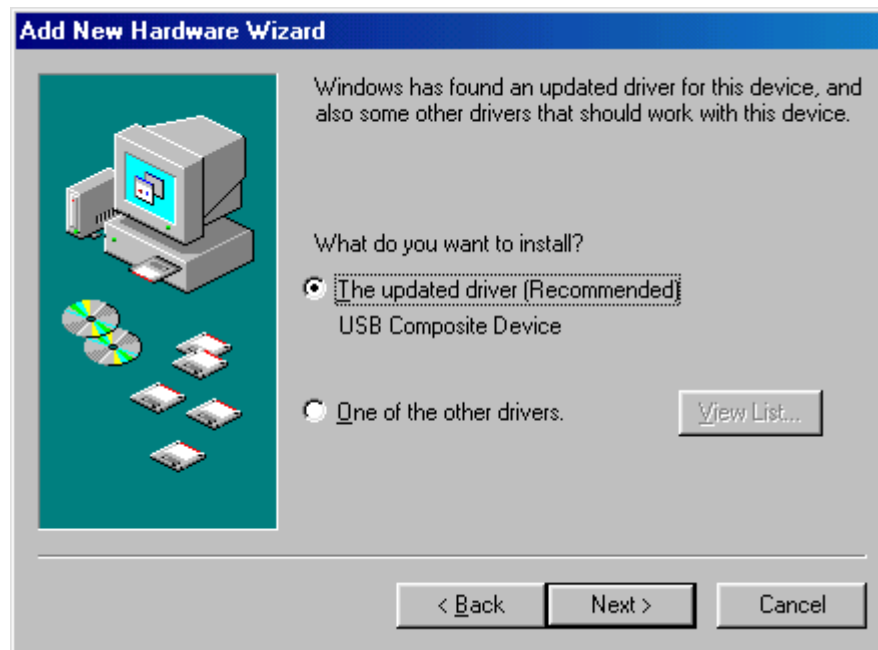 Add New Hardware Wizard
Windows has found an updated driver for this device, and
also some other drivers that should work with this device.
What do you want to install?
The updated driver (Recommended)
USB Composite Device
One of the other drivers.
View List...
< Back
Next >
Cancel